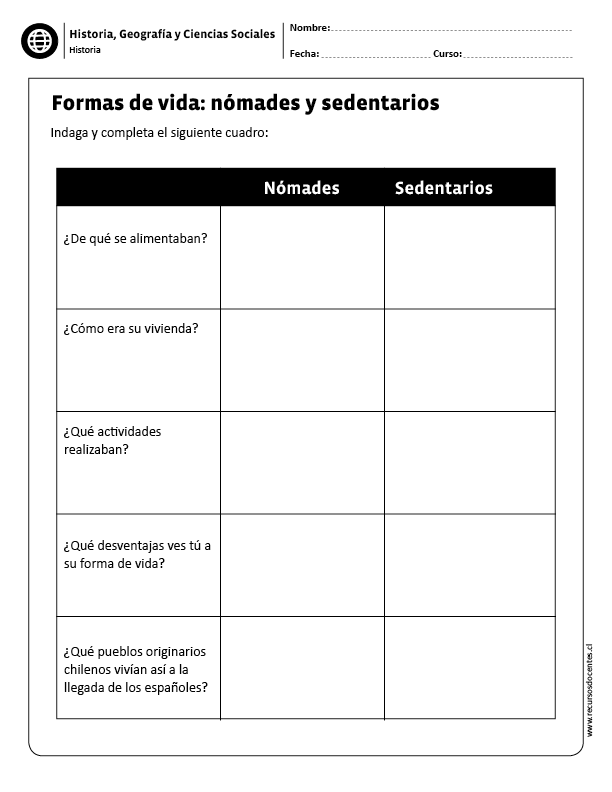 Historia, Geografía y Ciencias Sociales
Historia
Nombre:
Fecha: Curso:
Formas de vida: nómades y sedentarios
Indaga y completa el siguiente cuadro:
Nómades Sedentarios
¿De qué se alimentaban?
¿Cómo era su vivienda?
¿Qué actividades
realizaban?
¿Qué desventajas ves tú a
su forma de vida?
¿Qué pueblos originarios
chilenos vivían así a la
llegada de los españoles?
www.recursosdocentes.cl